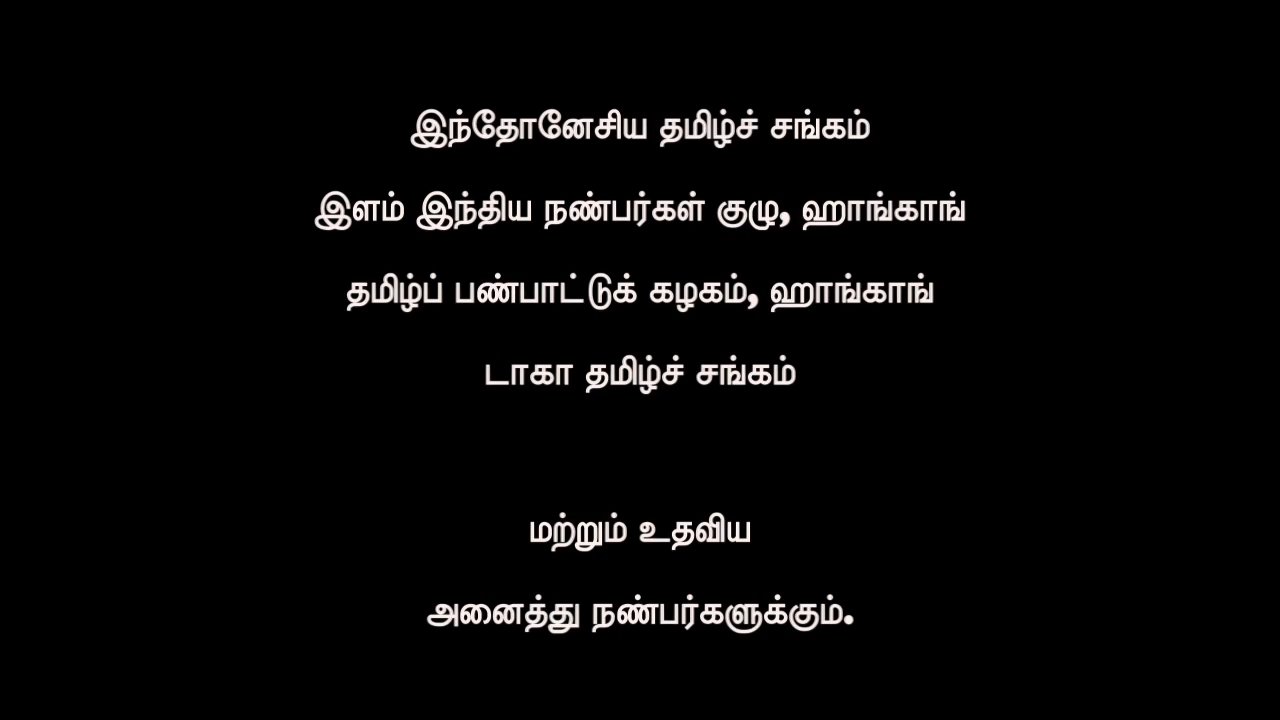 இந்தோனேசிய தமிழ்ச் சங்கம்
இளம் இந்திய நண்பர்கள் குழு, ஹாங்காங்
தமிழ்ப் பண்பாட்டுக் கழகம், ஹாங்காங்
டாகா தமிழ்ச் சங்கம்
மற்றும் உதவிய
அனைத்து நண்பர்களுக்கும்.